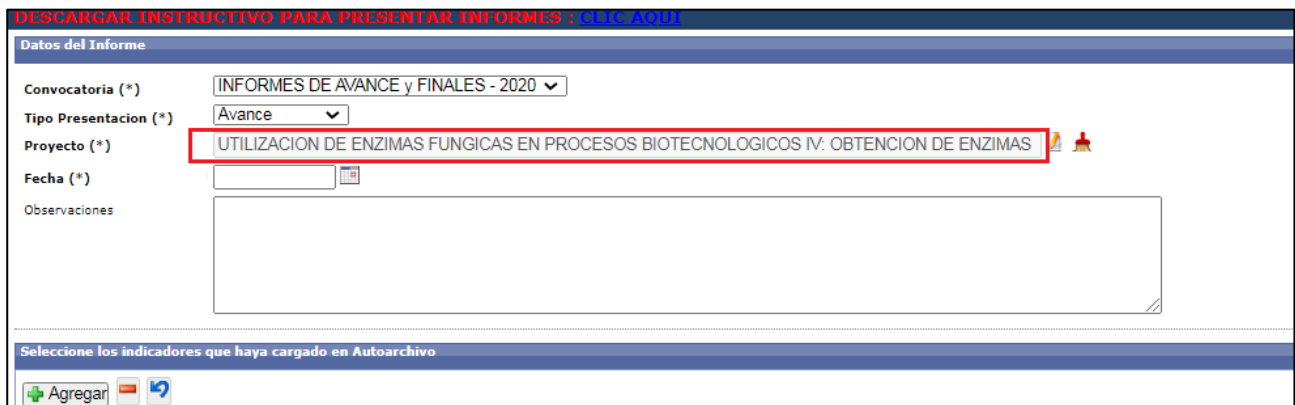 DESCARGAR INSTRUCTIVO PARA PRESENTAR INFORMES : CLIC AQUI
Datos del Informe
Convocatoria (*) INFORMES DE AVANCE y FINALES - 2020
Tipo Presentacion (*) Avance
Proyecto (*) UTILIZACION DE ENZIMAS FUNGICAS EN PROCESOS BIOTECNOLOGICOS IV: OBTENCION DE ENZIMAS
Fecha (*)
Observaciones
Seleccione los indicadores que haya cargado en Autoarchivo
Agregar